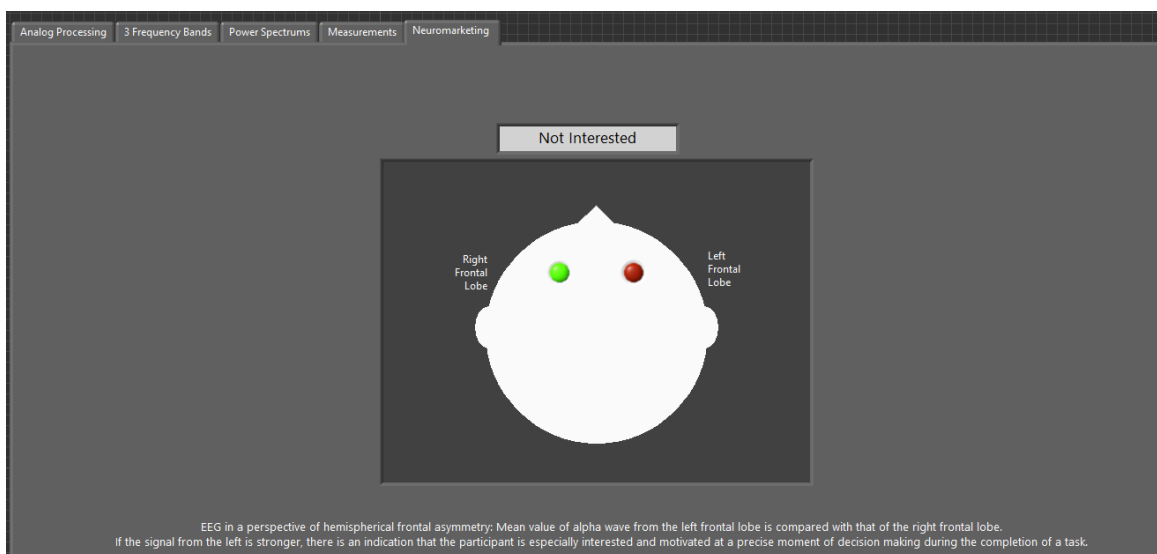 Analog Processing 3 Frequency Bands Power Spectrums Measurements Neuromarketing
Not Interested
Right
Frontal
Lobe
Left
Frontal
Lobe
EEG in a perspective of hemispherical frontal asymmetry: Mean value of alpha wave from the left frontal lobe is compared with that of the right frontal lobe.
If the signal from the left is stronger, there is an indication that the participant is especially interested and motivated at a precise moment of decision making during the completion of a task.